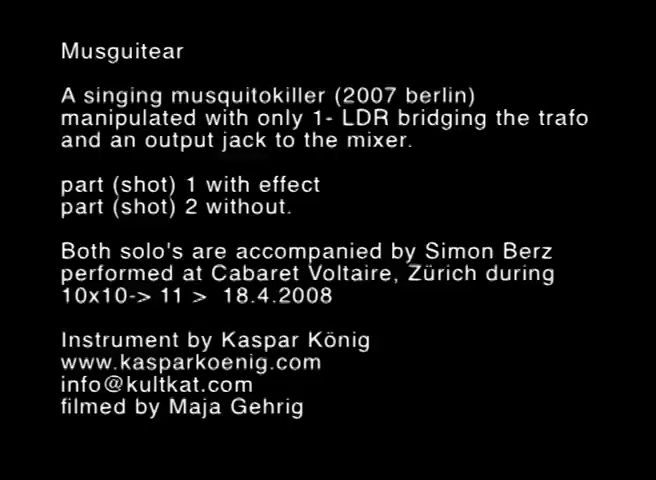 Musguitear
A singing musquitokiller (2007 berlin)
manipulated with only 1- LDR bridging the trafo
and an output jack to the mixer.
part (shot) 1 with effect
part (shot) 2 without.
Both solo's are accompanied by Simon Berz
performed at Cabaret Voltaire, Zürich during
10x10-> 11 > 18.4.2008
Instrument by Kaspar König
www.kasparkoenig.com
info@kultkat.com
filmed by Maja Gehrig